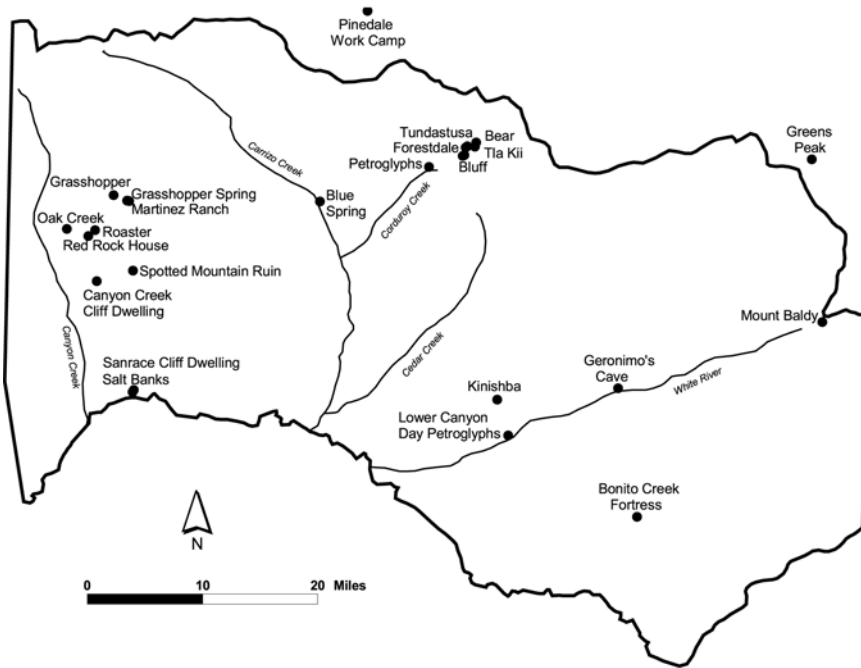 Pinedale
Work Camp
Tundastusa
Bear
Forestdale
Tla Kii
Greens
Peak
Petroglyphs
Bluff
Carrizo Creek
Grasshopper
Grasshopper Spring
Martinez Ranch
Blue
Spring
Corduroy Creek
Oak Creek
Roaster
Red Rock House
Spotted Mountain Ruin
Canyon Creek
Cliff Dwelling
Mount Baldy
Canyon Creek
Cedar Creek
Sanrace Cliff Dwelling
Salt Banks
Geronimo's
Cave
White River
Kinishba
Lower Canyon
Day Petroglyphs
Bonito Creek
Fortress
N
0 10 20 Miles